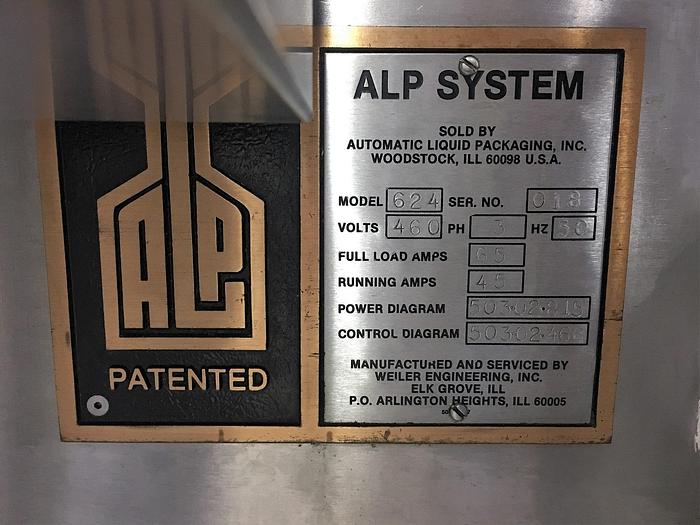 ALP
PATENTED
ALP SYSTEM
SOLD BY
AUTOMATIC LIQUID PACKAGING, INC.
WOODSTOCK, ILL 60098 U.S.A.
MODEL 624 SER. NO. 018
VOLTS 460 PH 3 HZ 50
FULL LOAD AMPS 65
RUNNING AMPS 45
POWER DIAGRAM
CONTROL DIAGRAM
MANUFACTURED AND SERVICED BY
WEILER ENGINEERING, INC.
ELK GROVE, ILL
P.O. ARLINGTON HEIGHTS, ILL 60005